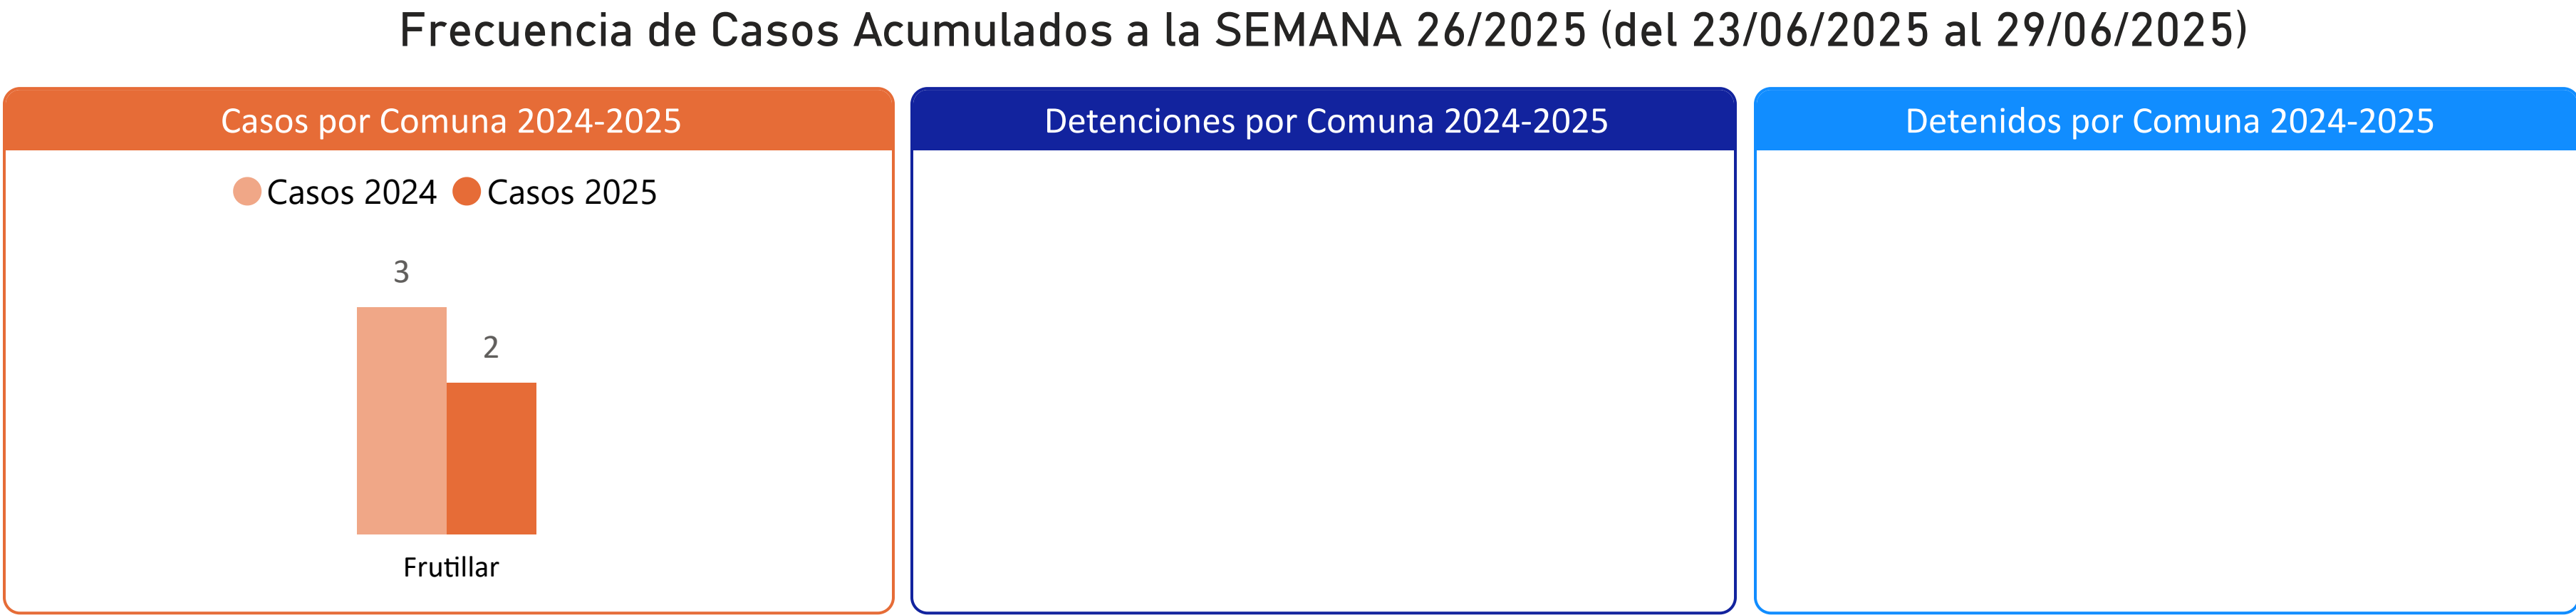 Frecuencia de Casos Acumulados a la SEMANA 26/2025 (del 23/06/2025 al 29/06/2025)
Casos por Comuna 2024-2025
Casos 2024 Casos 2025
3
2
Frutillar
Detenciones por Comuna 2024-2025
Detenidos por Comuna 2024-2025